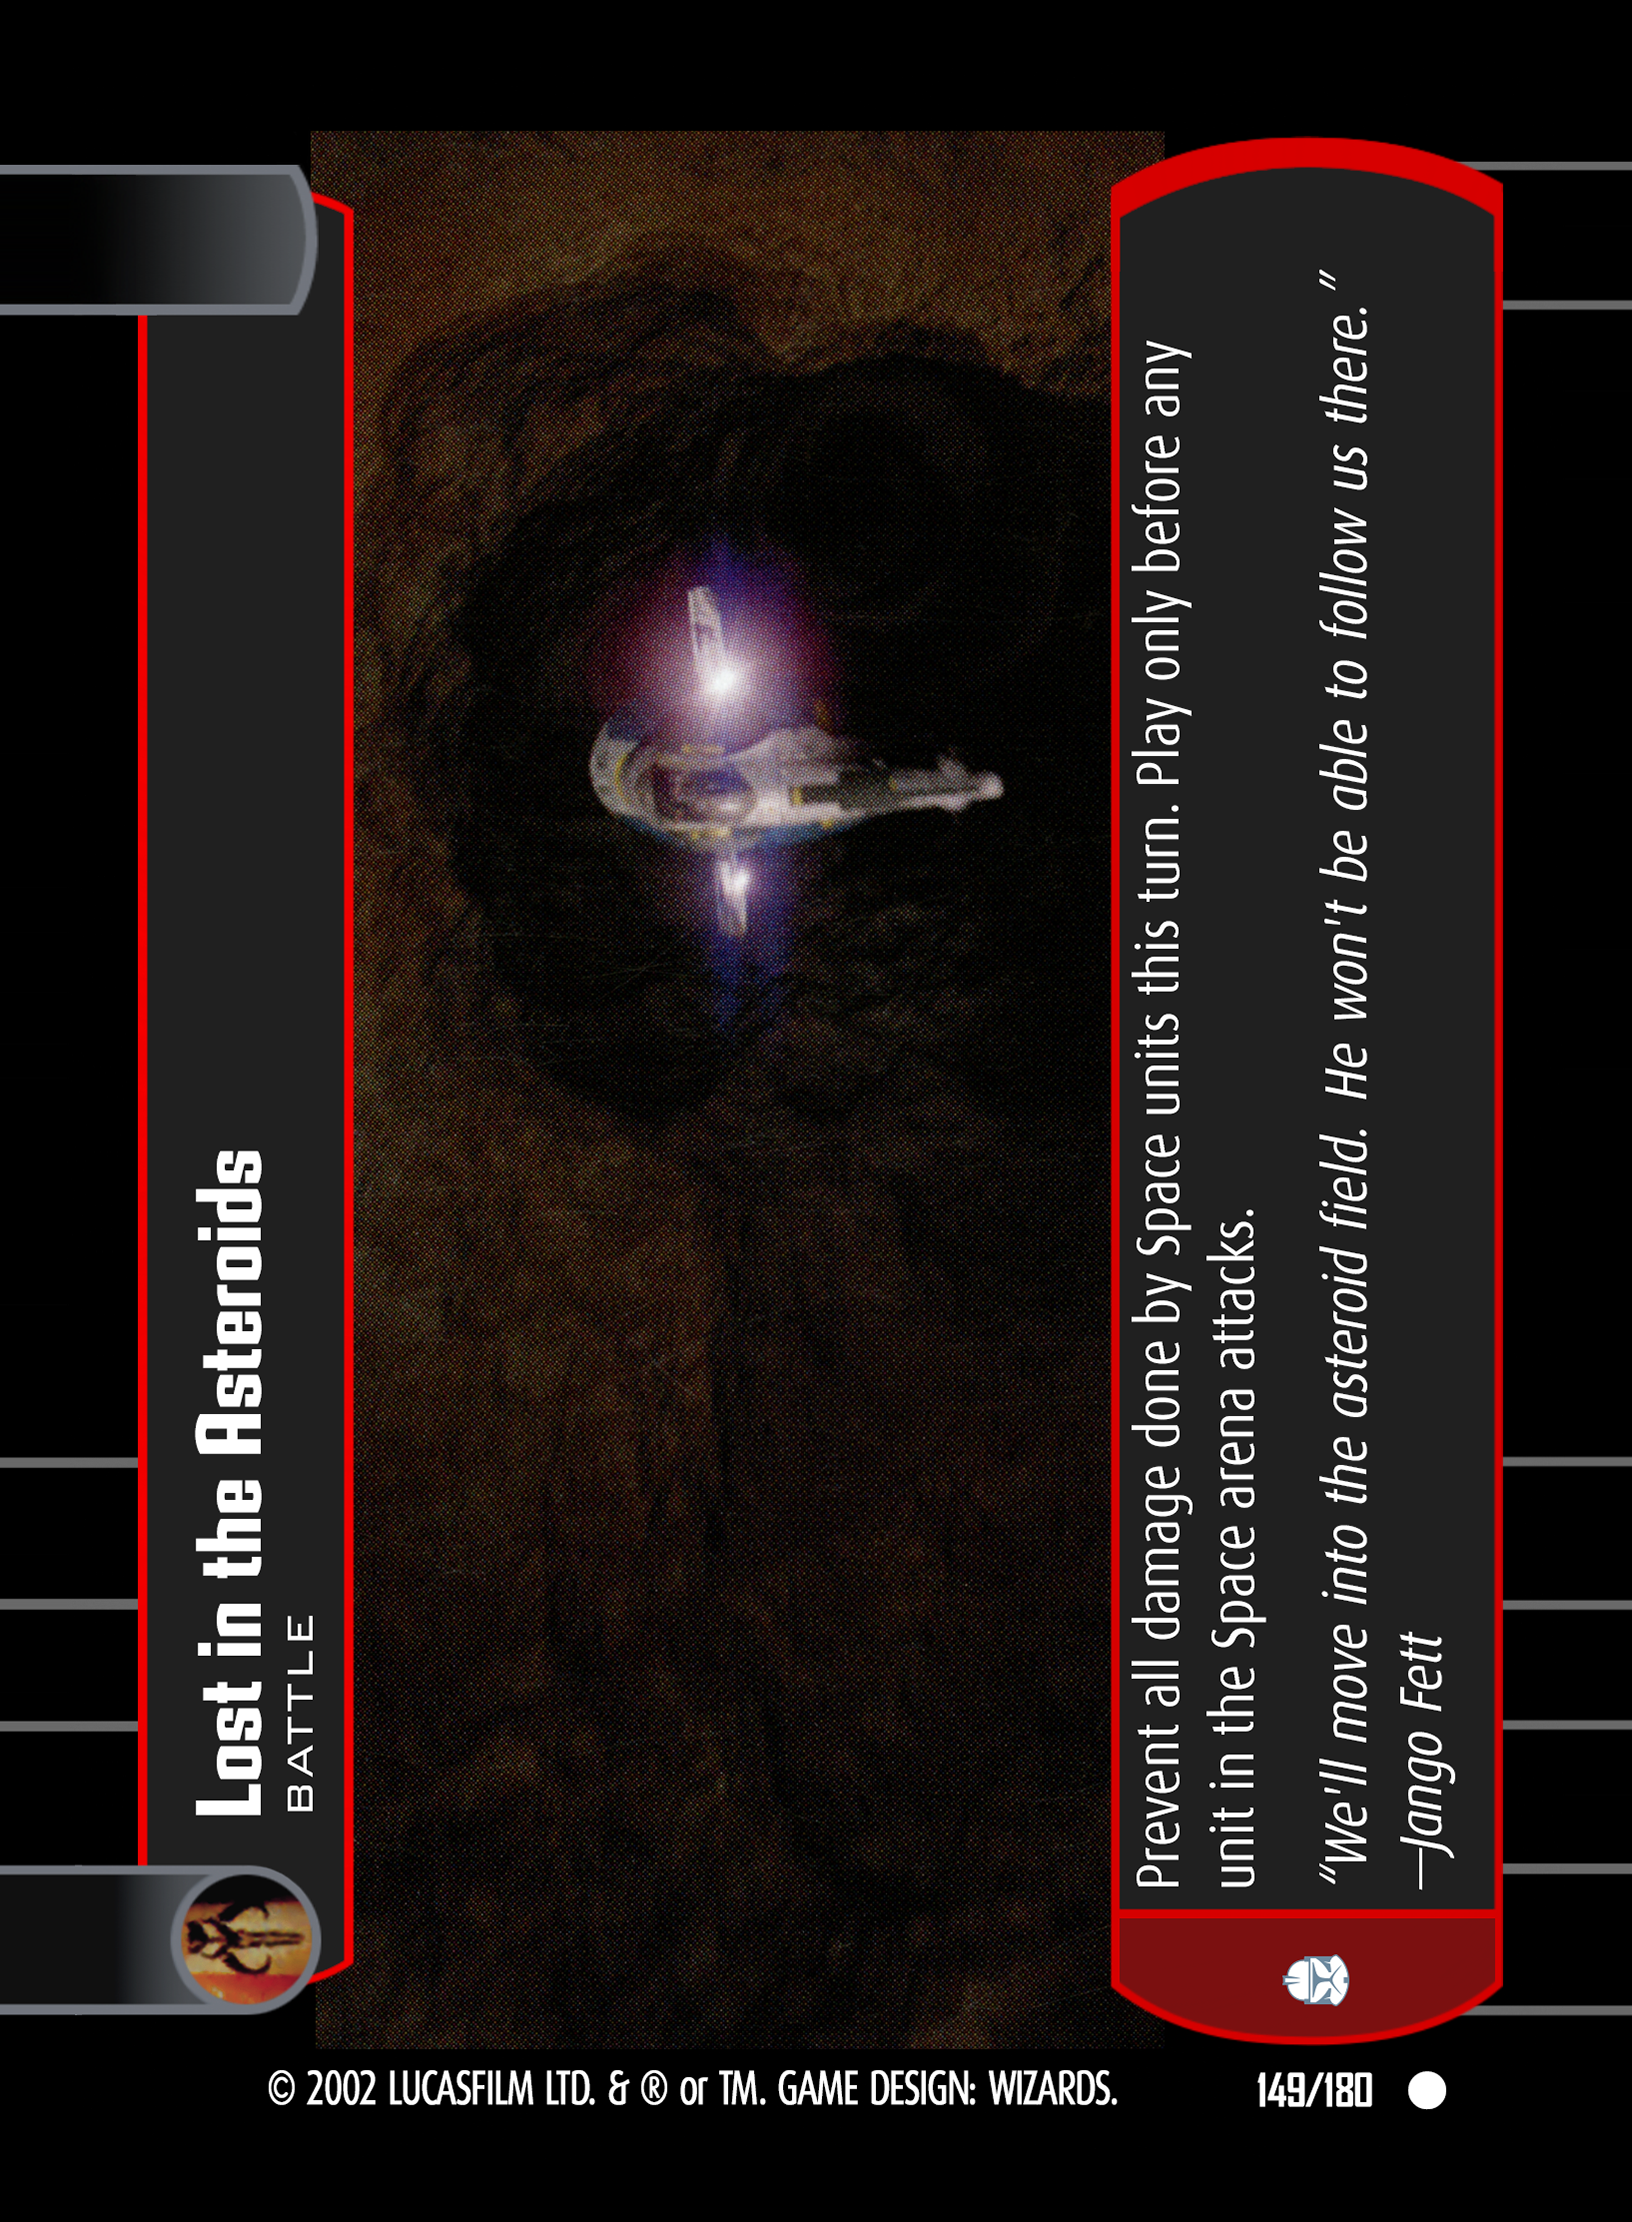 Lost in the Asteroids
BATTLE
Prevent all damage done by Space units this turn. Play only before any
unit in the Space arena attacks.
“We'll move into the asteroid field. He won't be able to follow us there.”
—Jango Fett
© 2002 LUCASFILM LTD. & ® or TM. GAME DESIGN: WIZARDS.
149/180